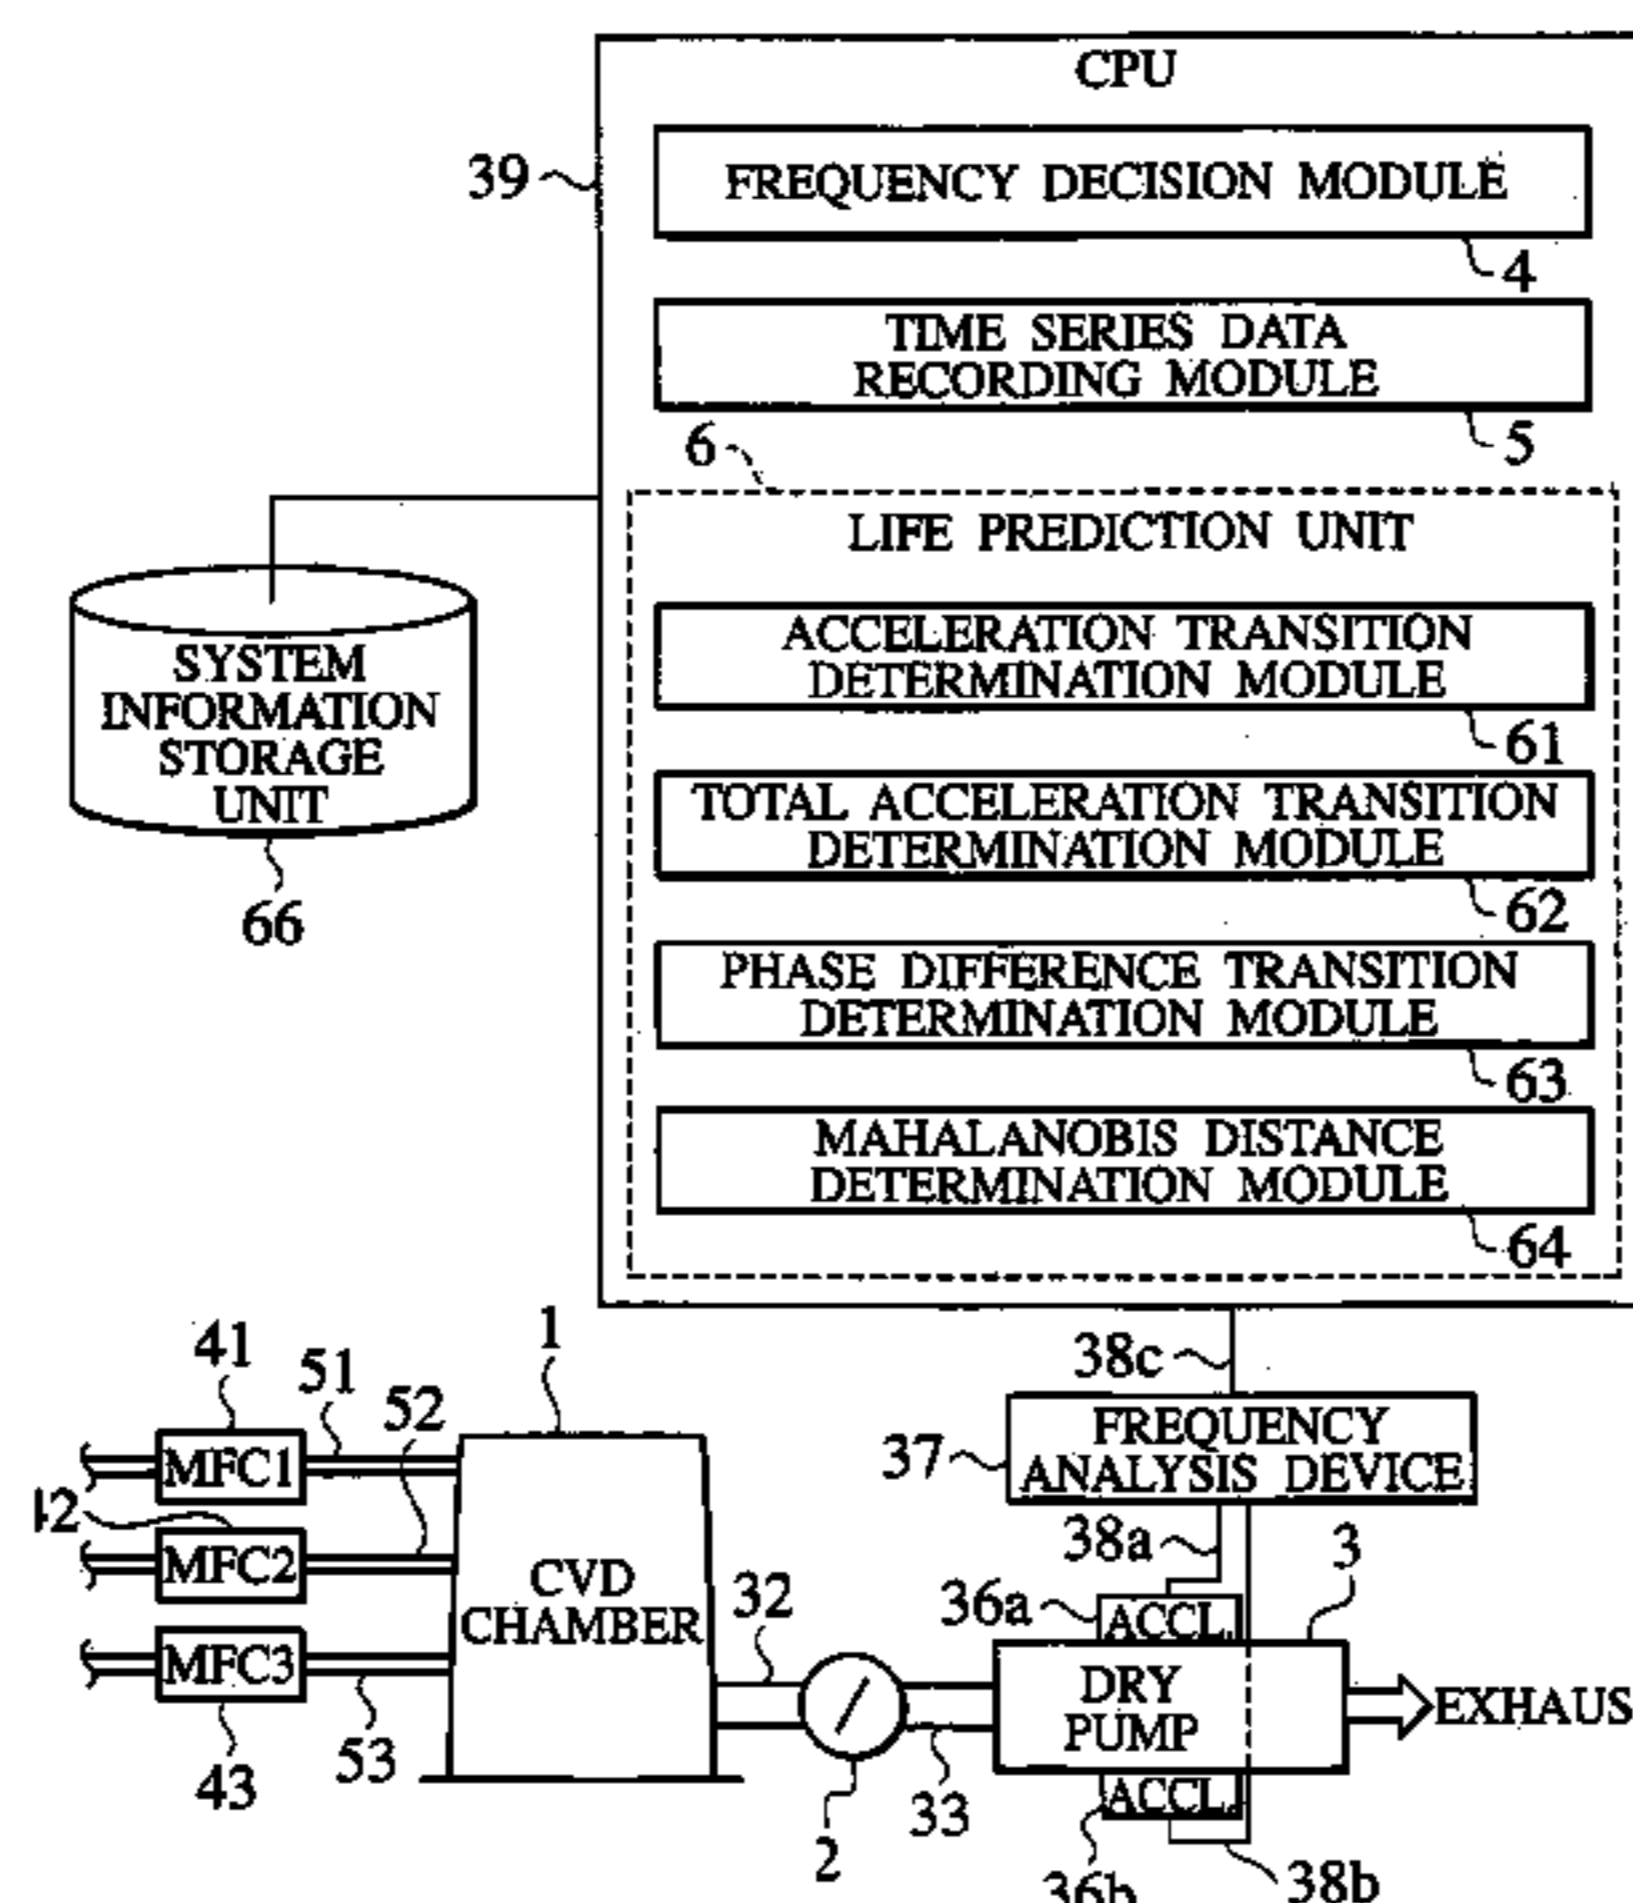 CPU
39
FREQUENCY DECISION MODULE
4
TIME SERIES DATA
RECORDING MODULE
5
6
LIFE PREDICTION UNIT
ACCELERATION TRANSITION
DETERMINATION MODULE
61
TOTAL ACCELERATION TRANSITION
DETERMINATION MODULE
62
PHASE DIFFERENCE TRANSITION
DETERMINATION MODULE
63
MAHALANOBIS DISTANCE
DETERMINATION MODULE
64
SYSTEM
INFORMATION
STORAGE
UNIT
66
41
51
52
1
MFC1
MFC2
MFC3
43
53
CVD
CHAMBER
32
2
33
38c
37
FREQUENCY
ANALYSIS DEVICE
38a
3
36a
ACCL.
DRY
PUMP
EXHAUS
ACCL.
36b
38b